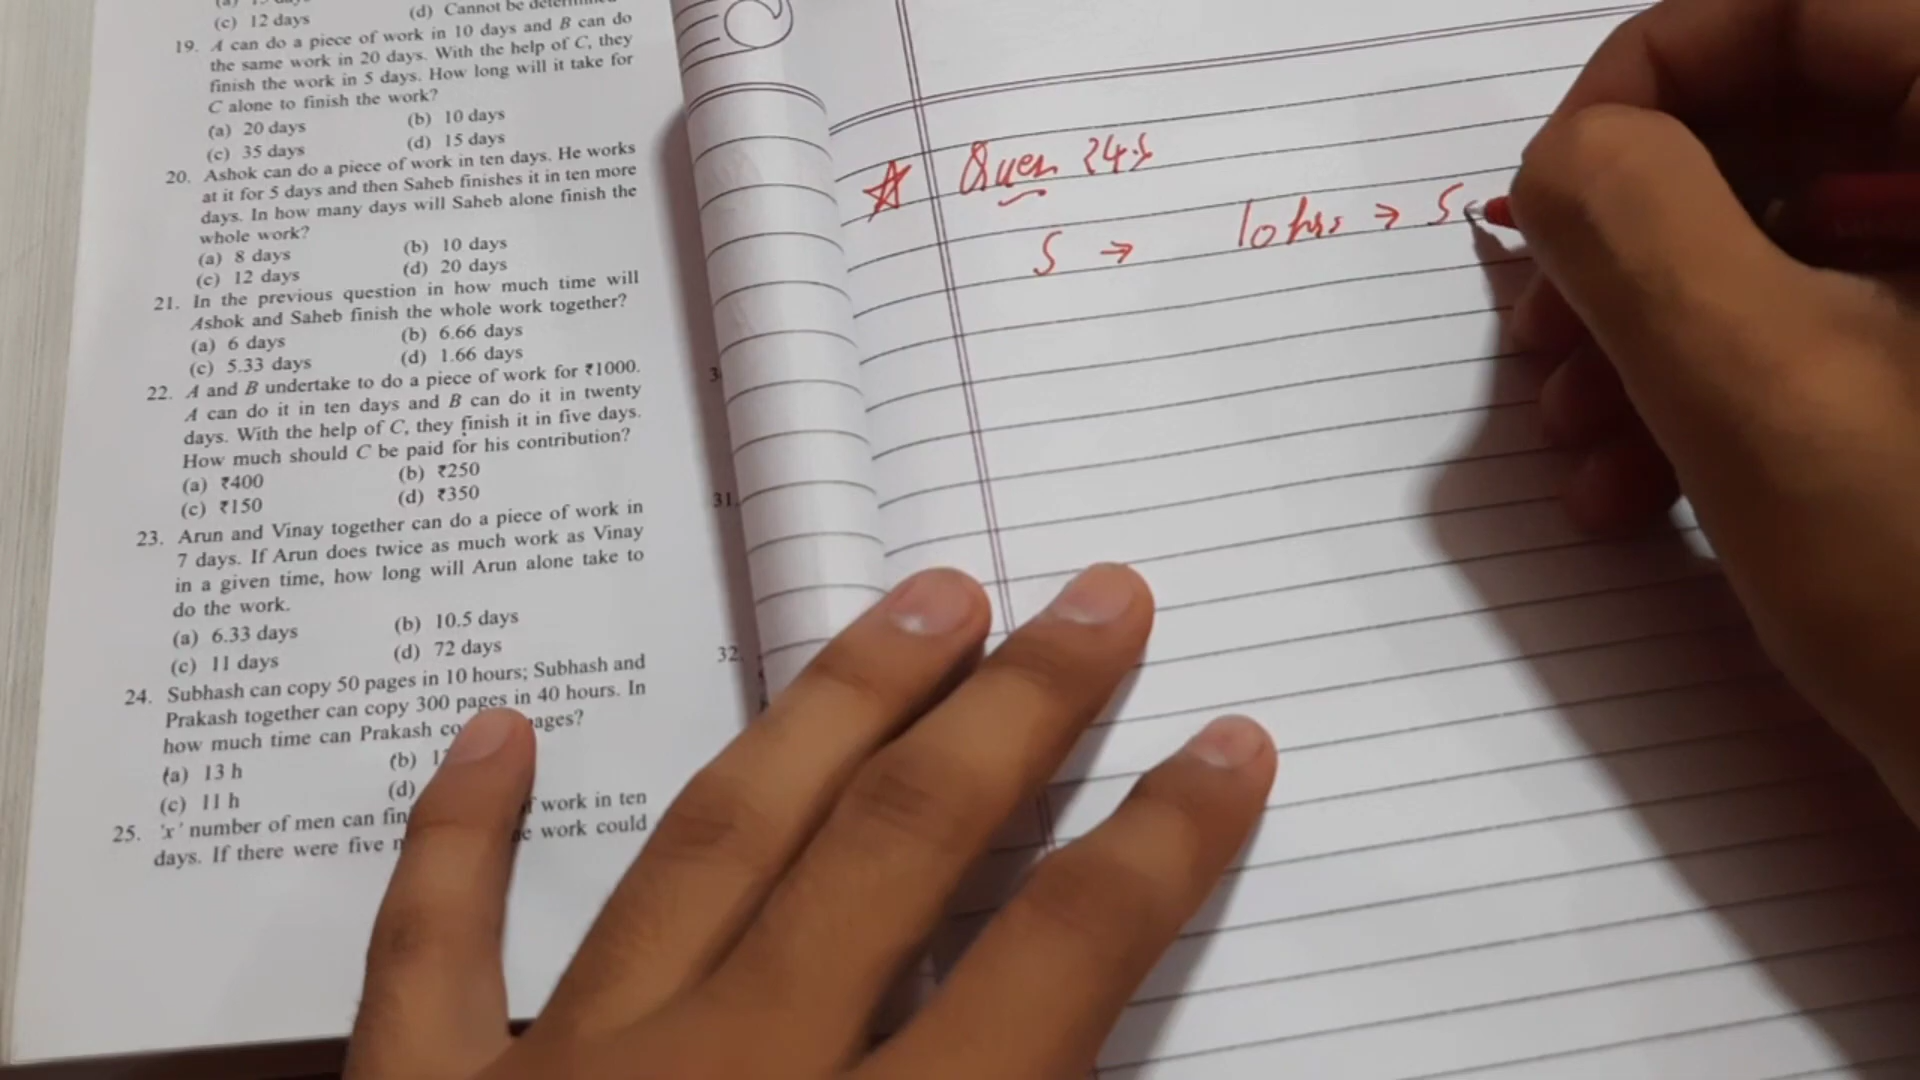 (c) 12 days (d) Cannot be determined
19. A can do a piece of work in 10 days and B can do
the same work in 20 days. With the help of C, they
finish the work in 5 days. How long will it take for
C alone to finish the work?
(a) 20 days (b) 10 days
(c) 35 days (d) 15 days
20. Ashok can do a piece of work in ten days. He works
at it for 5 days and then Saheb finishes it in ten more
days. In how many days will Saheb alone finish the
whole work?
(a) 8 days (b) 10 days
(c) 12 days (d) 20 days
21. In the previous question in how much time will
Ashok and Saheb finish the whole work together?
(a) 6 days (b) 6.66 days
(c) 5.33 days (d) 1.66 days
22. A and B undertake to do a piece of work for ₹1000.
A can do it in ten days and B can do it in twenty
days. With the help of C, they finish it in five days.
How much should C be paid for his contribution?
(a) ₹400 (b) ₹250
(c) ₹150 (d) ₹350
23. Arun and Vinay together can do a piece of work in
7 days. If Arun does twice as much work as Vinay
in a given time, how long will Arun alone take to
do the work.
(a) 6.33 days (b) 10.5 days
(c) 11 days (d) 72 days
24. Subhash can copy 50 pages in 10 hours; Subhash and
Prakash together can copy 300 pages in 40 hours. In
how much time can Prakash ages?
(a) 13 h (b)
(c) 11 h (d)
25. 'x' number of men can work in ten
days. If there were five work could
31.
32.
24
S → 10 hrs →